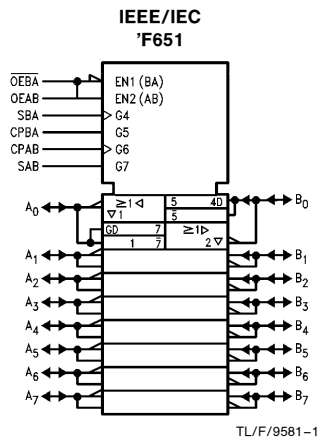 IEEE/IEC
'F651
OEBA
EN1 (BA)
OEAB
EN2 (AB)
SBA
G4
CPBA
G5
CPAB
G6
SAB
G7
A0
≥1
5
4D
B0
▽1
5
GD
7
≥1
1
7
2▽
A1
B1
A2
B2
A3
B3
A4
B4
A5
B5
A6
B6
A7
B7
TL/F/9581-1